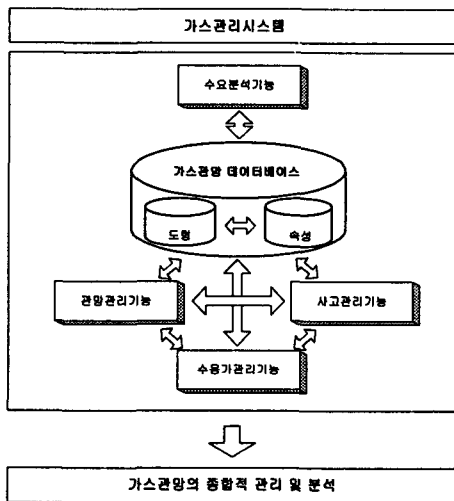 가스관리시스템
수요분석기능
가스관망 데이터베이스
도형
속성
관망관리기능
사고관리기능
수용가관리기능
가스관망의 종합적 관리 및 분석